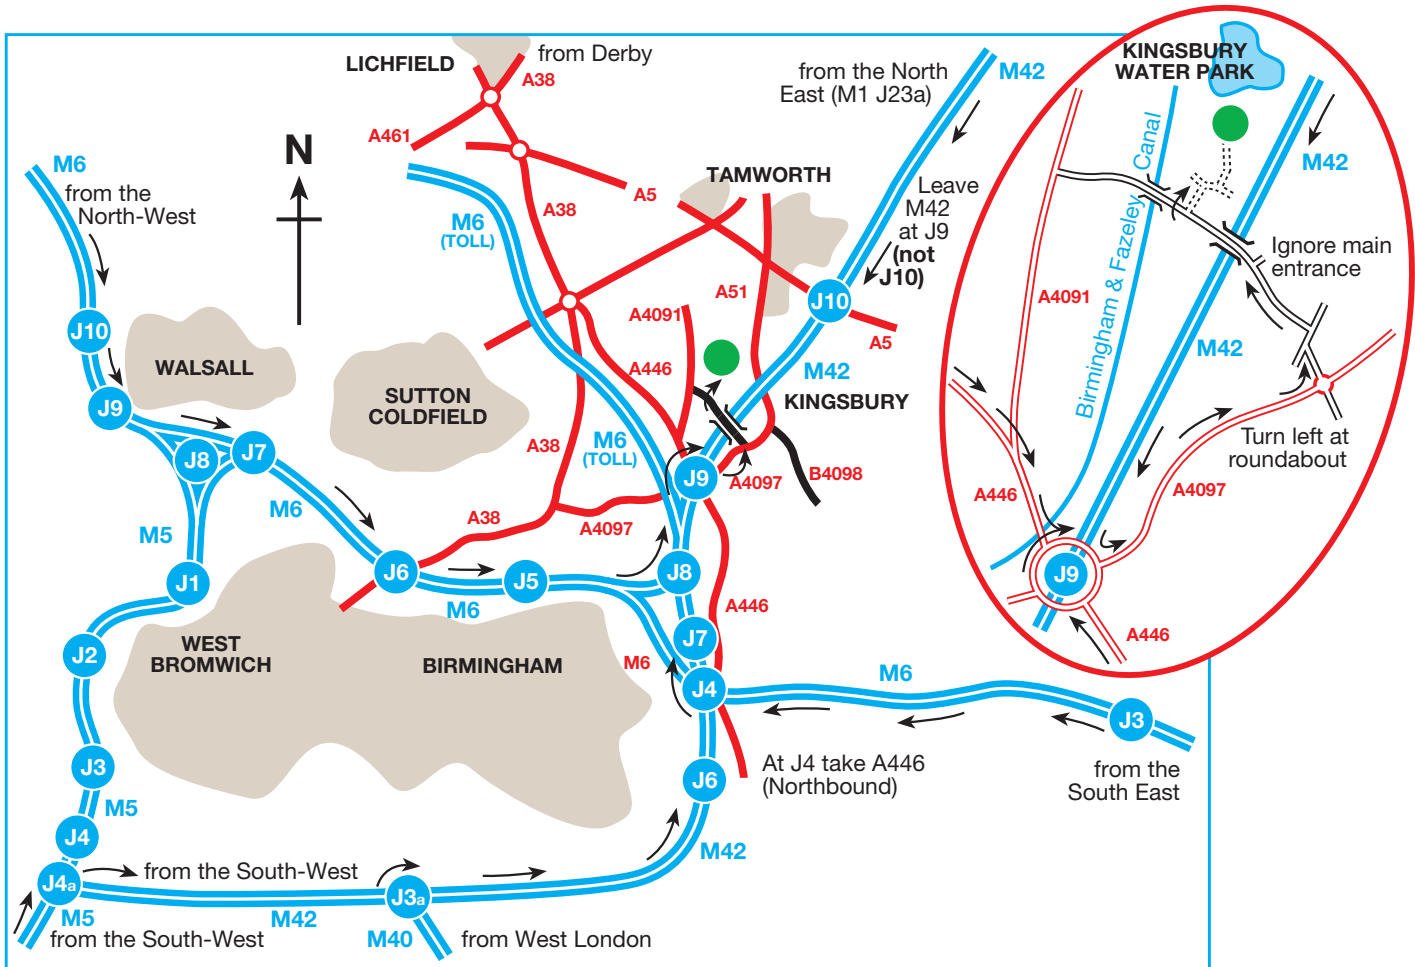 LICHFIELD
from Derby
A38
A461
A5
A38
from the North
East (M1 J23a)
M42
N
M6
from the
North-West
M6
(TOLL)
TAMWORTH
Leave
M42
at J9
(not
J10)
A51
J10
A5
A4091
A446
M42
KINGSBURY
J10
WALSALL
J9
SUTTON
COLDFIELD
J8
J7
M6
(TOLL)
A38
J9
A4097
B4098
M6
M5
A38
A4097
J6
J5
J8
J1
M6
A446
J7
J2
WEST
BROMWICH
BIRMINGHAM
M6
J4
M6
J3
J3
M5
At J4 take A446
(Northbound)
from the
South East
J6
J4
M42
from the South-West
J4a
J3a
M5
M42
M40
from the South-West
from West London
KINGSBURY
WATER PARK
M42
Birmingham & Fazeley Canal
Ignore main
entrance
A4091
M42
Turn left at
roundabout
A446
A4097
J9
A446